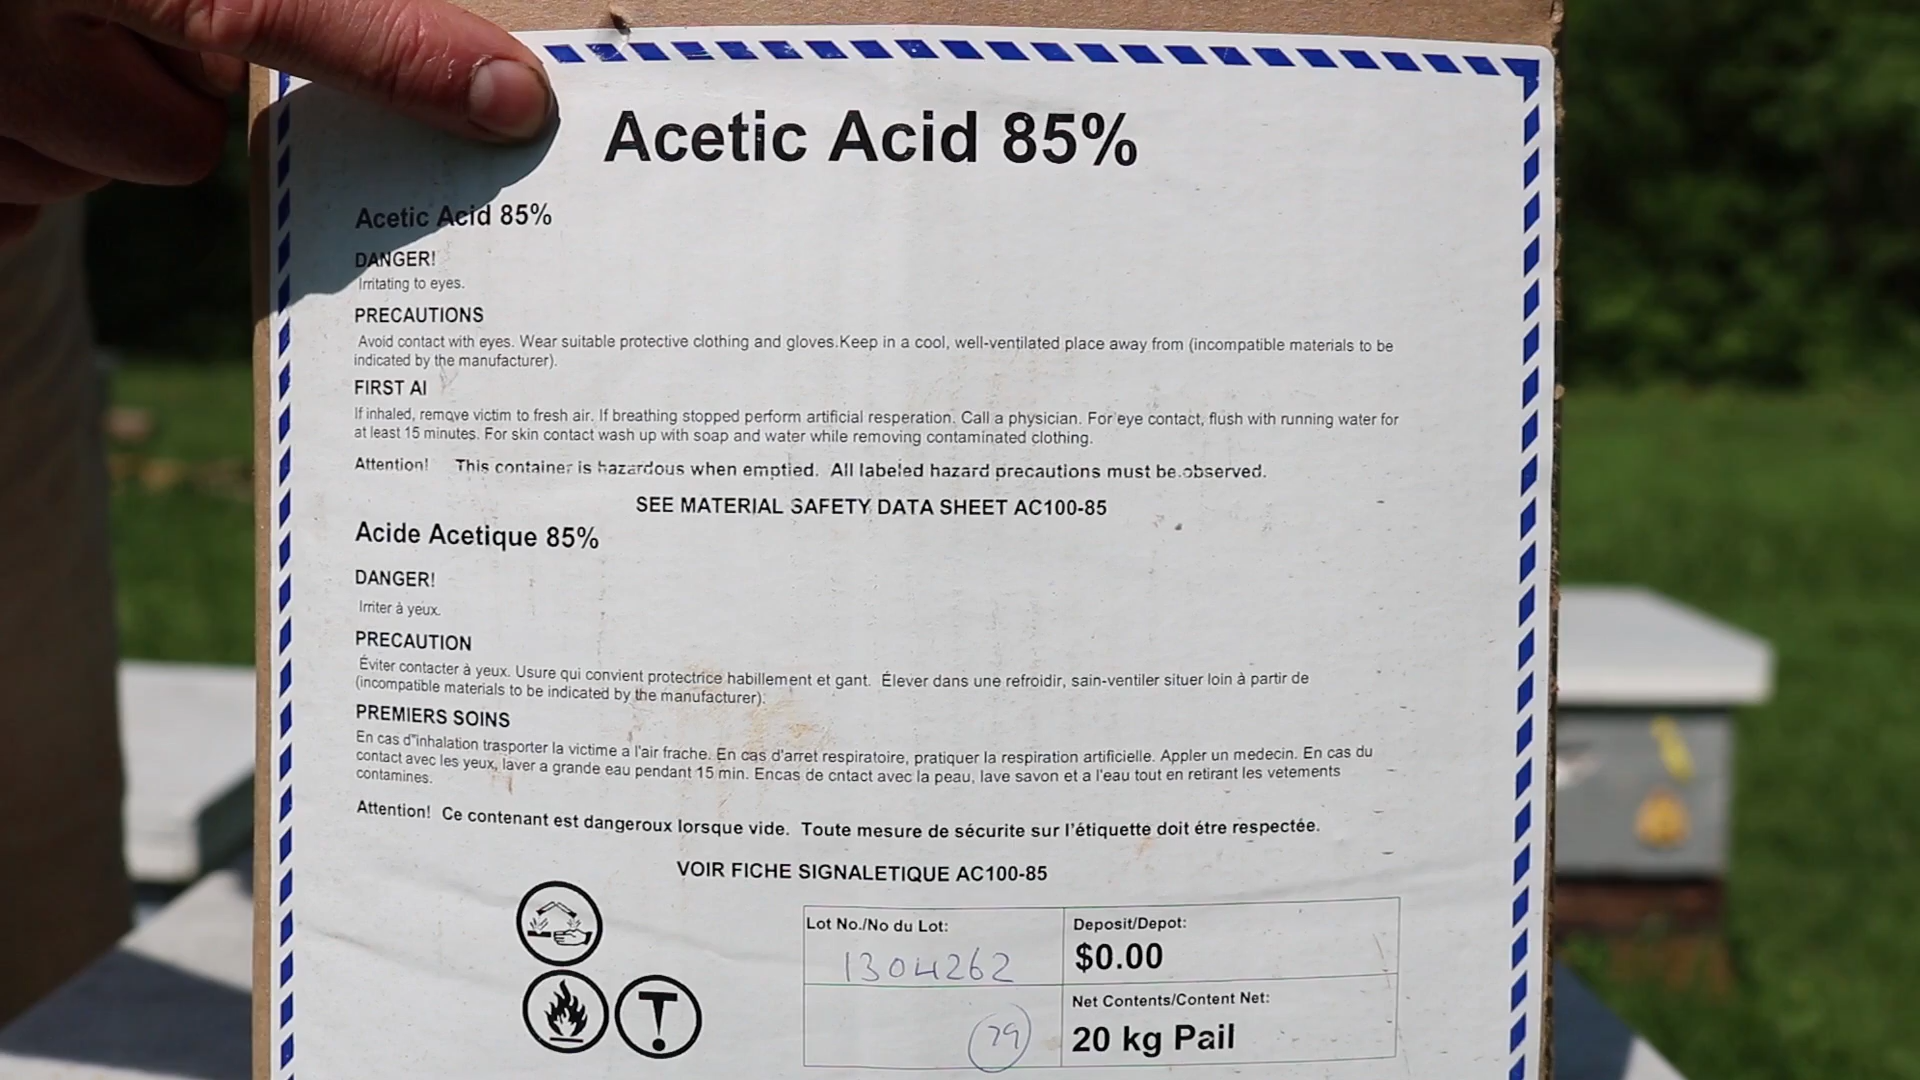 Acetic Acid 85%
Acetic Acid 85%
DANGER!
Irritating to eyes.
PRECAUTIONS
Avoid contact with eyes. Wear suitable protective clothing and gloves.Keep in a cool, well-ventilated place away from (incompatible materials to be
indicated by the manufacturer).
FIRST AI
If inhaled, remove victim to fresh air. If breathing stopped perform artificial resperation. Call a physician. For eye contact, flush with running water for
at least 15 minutes. For skin contact wash up with soap and water while removing contaminated clothing.
Attention! This container is hazardous when emptied. All labeled hazard precautions must be observed.
SEE MATERIAL SAFETY DATA SHEET AC100-85
Acide Acetique 85%
DANGER!
Irriter à yeux.
PRECAUTION
Éviter contacter à yeux. Usure qui convient protectrice habillement et gant. Élever dans une refroidir, sain-ventiler situer loin à partir de
(incompatible materials to be indicated by the manufacturer).
PREMIERS SOINS
En cas d"inhalation trasporter la victime a l'air frache. En cas d'arret respiratoire, pratiquer la respiration artificielle. Appler un medecin. En cas du
contact avec les yeux, laver a grande eau pendant 15 min. Encas de cntact avec la peau, lave savon et a l'eau tout en retirant les vetements
contamines.
Attention! Ce contenant est dangeroux lorsque vide. Toute mesure de sécurite sur l'étiquette doit étre respectée.
VOIR FICHE SIGNALETIQUE AC100-85
Lot No./No du Lot:
1304262
Deposit/Depot:
$0.00
79
Net Contents/Content Net:
20 kg Pail